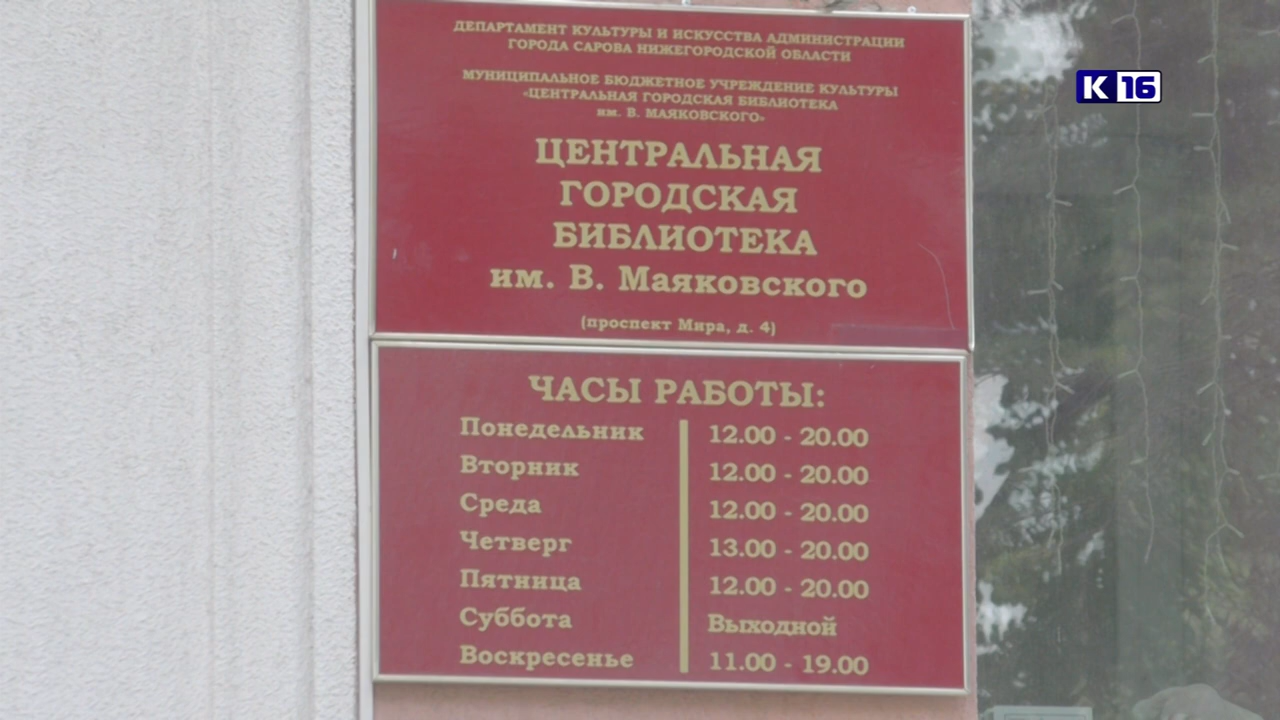 ДЕПАРТАМЕНТ КУЛЬТУРЫ И ИСКУССТВА АДМИНИСТРАЦИИ
ГОРОДА САРОВА НИЖЕГОРОДСКОЙ ОБЛАСТИ
МУНИЦИПАЛЬНОЕ БЮДЖЕТНОЕ УЧРЕЖДЕНИЕ КУЛЬТУРЫ
«ЦЕНТРАЛЬНАЯ ГОРОДСКАЯ БИБЛИОТЕКА
им. В. МАЯКОВСКОГО»
ЦЕНТРАЛЬНАЯ
ГОРОДСКАЯ
БИБЛИОТЕКА
им. В. Маяковского
(проспект Мира, д. 4)
ЧАСЫ РАБОТЫ:
Понедельник 12.00 - 20.00
Вторник 12.00 - 20.00
Среда 12.00 - 20.00
Четверг 13.00 - 20.00
Пятница 12.00 - 20.00
Суббота Выходной
Воскресенье 11.00 - 19.00
К 16